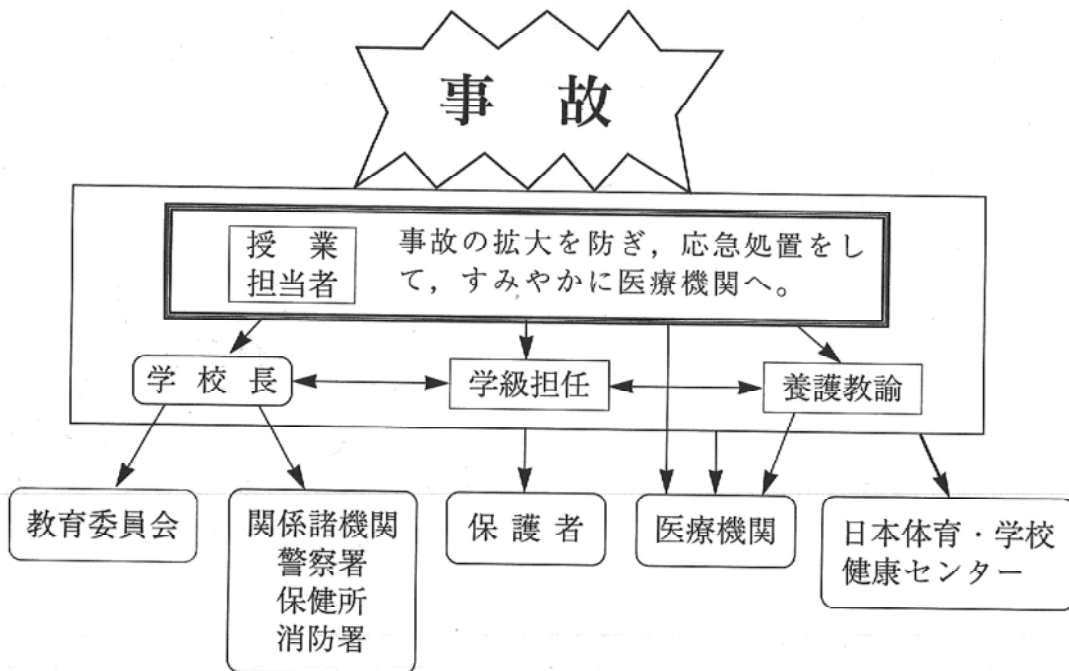 事 故
授 業
担当者
事故の拡大を防ぎ，応急処置をし
て，すみやかに医療機関へ。
学 校 長
学級担任
養護教諭
教育委員会
関係諸機関
警察署
保健所
消防署
保 護 者
医療機関
日本体育・学校
健康センター